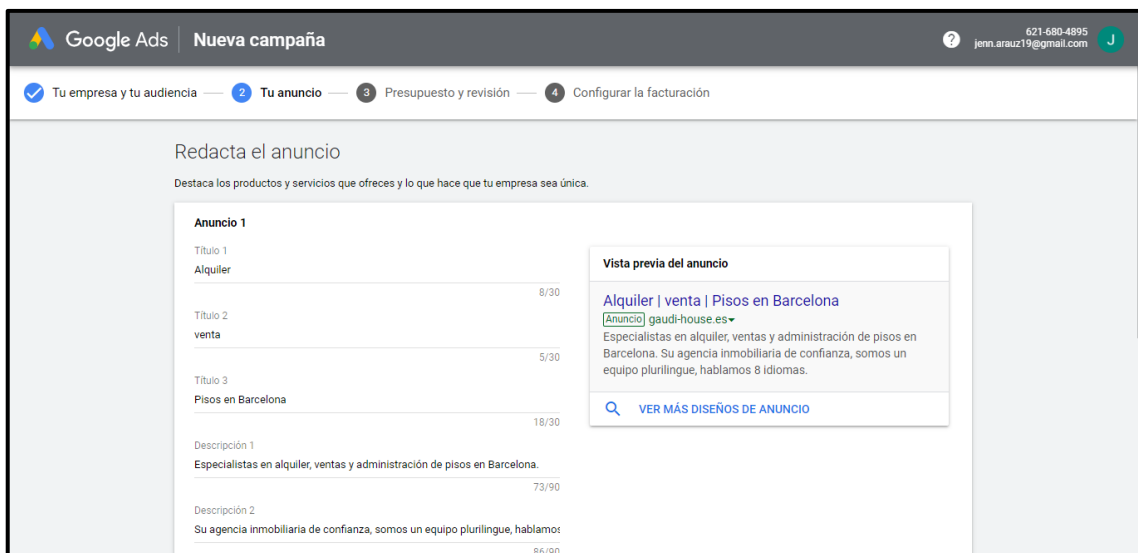 Google Ads Nueva campaña
? 621-680-4895
jenn.arauz19@gmail.com J
Tu empresa y tu audiencia 2 Tu anuncio 3 Presupuesto y revisión 4 Configurar la facturación
Redacta el anuncio
Destaca los productos y servicios que ofreces y lo que hace que tu empresa sea única.
Anuncio 1
Título 1
Alquiler
8/30
Título 2
venta
5/30
Título 3
Pisos en Barcelona
18/30
Descripción 1
Especialistas en alquiler, ventas y administración de pisos en Barcelona.
73/90
Descripción 2
Su agencia inmobiliaria de confianza, somos un equipo plurilingue, hablamos
86/90
Vista previa del anuncio
Alquiler | venta | Pisos en Barcelona
Anuncio gaudi-house.es
Especialistas en alquiler, ventas y administración de pisos en
Barcelona. Su agencia inmobiliaria de confianza, somos un
equipo plurilingue, hablamos 8 idiomas.
VER MÁS DISEÑOS DE ANUNCIO